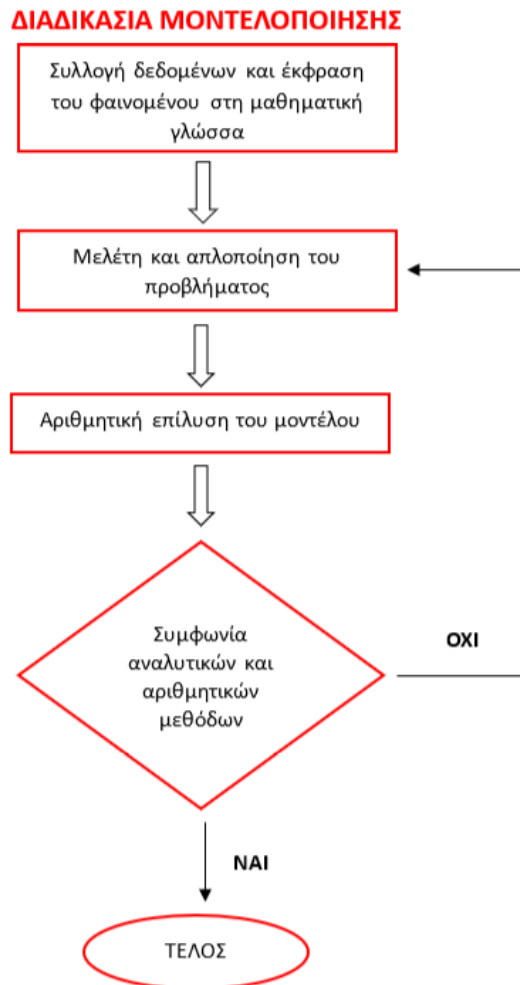 ΔΙΑΔΙΚΑΣΙΑ ΜΟΝΤΕΛΟΠΟΙΗΣΗΣ
Συλλογή δεδομένων και έκφραση
του φαινομένου στη μαθηματική
γλώσσα
Μελέτη και απλοποίηση του
προβλήματος
Αριθμητική επίλυση του μοντέλου
Συμφωνία
αναλυτικών και
αριθμητικών
μεθόδων
ΟΧΙ
ΝΑΙ
ΤΕΛΟΣ